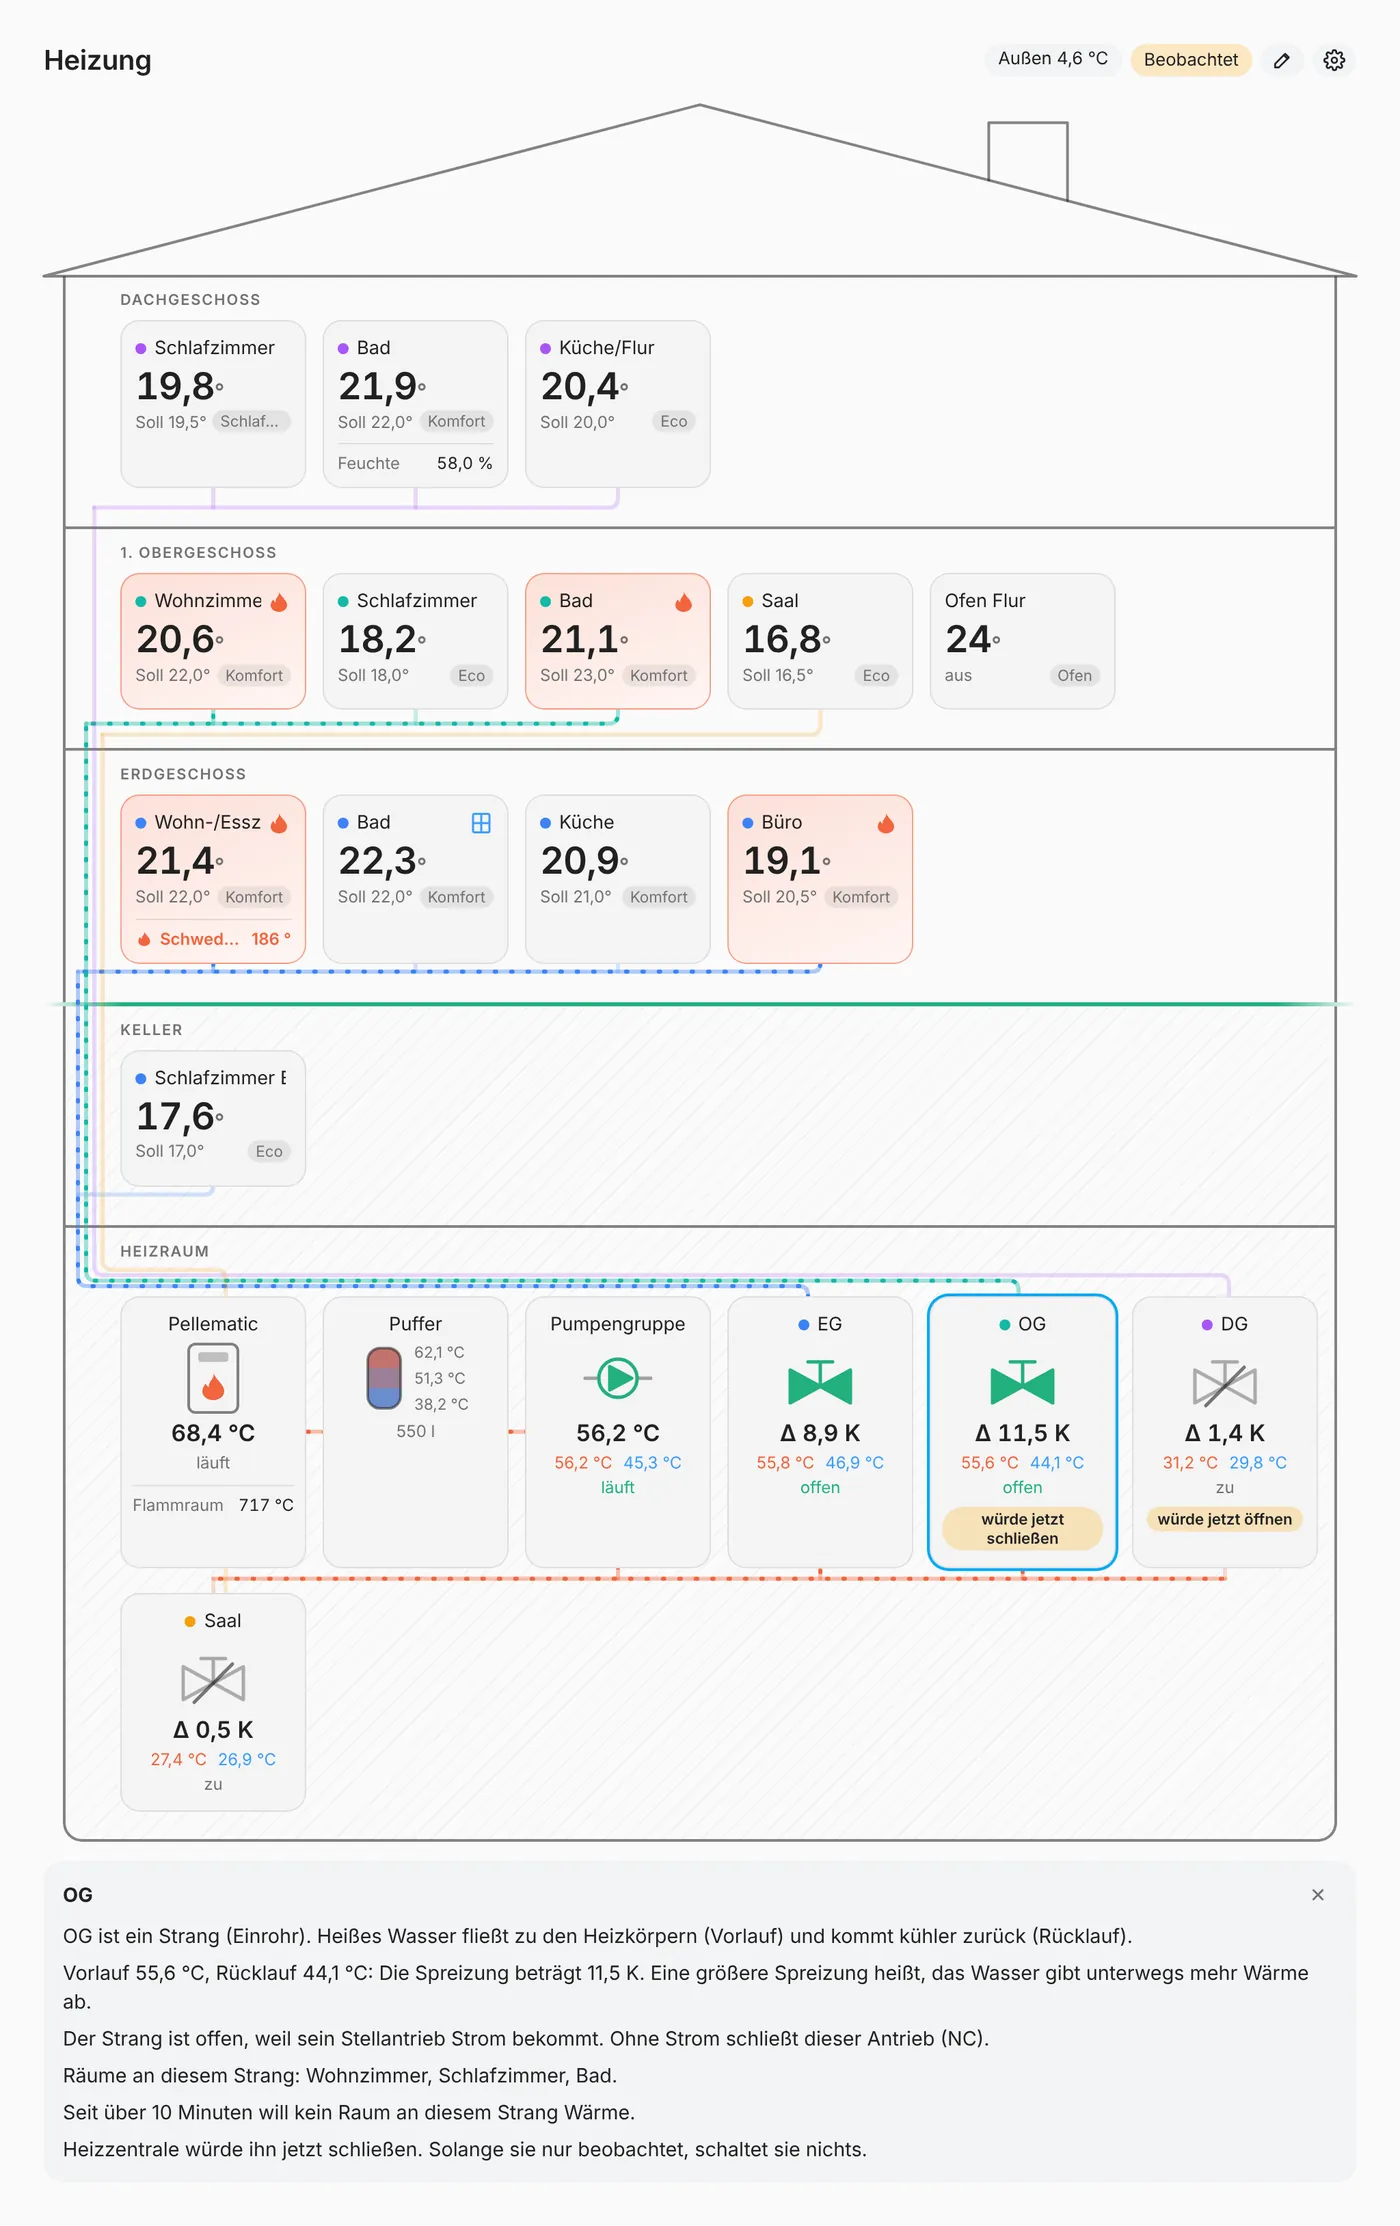 Heizung
Außen 4,6 °C
Beobachtet
DACHGESCHOSS
Schlafzimmer
19,8°
Soll 19,5° Schlaf...
Bad
21,9°
Soll 22,0° Komfort
Feuchte 58,0 %
Küche/Flur
20,4°
Soll 20,0° Eco
1. OBERGESCHOSS
Wohnzimme
20,6°
Soll 22,0° Komfort
Schlafzimmer
18,2°
Soll 18,0° Eco
Bad
21,1°
Soll 23,0° Komfort
Saal
16,8°
Soll 16,5° Eco
Ofen Flur
24°
aus Ofen
ERDGESCHOSS
Wohn-/Essz
21,4°
Soll 22,0° Komfort
Schwed... 186 °
Bad
22,3°
Soll 22,0° Komfort
Küche
20,9°
Soll 21,0° Komfort
Büro
19,1°
Soll 20,5° Komfort
KELLER
Schlafzimmer
17,6°
Soll 17,0° Eco
HEIZRAUM
Pellematic
68,4 °C
läuft
Flammraum 717 °C
Puffer
62,1 °C
51,3 °C
38,2 °C
550 l
Pumpengruppe
56,2 °C
56,2 °C 45,3 °C
läuft
EG
Δ 8,9 K
55,8 °C 46,9 °C
offen
OG
Δ 11,5 K
55,6 °C 44,1 °C
offen
würde jetzt
schließen
DG
Δ 1,4 K
31,2 °C 29,8 °C
zu
würde jetzt öffnen
Saal
Δ 0,5 K
27,4 °C 26,9 °C
zu
OG
OG ist ein Strang (Einrohr). Heißes Wasser fließt zu den Heizkörpern (Vorlauf) und kommt kühler zurück (Rücklauf).
Vorlauf 55,6 °C, Rücklauf 44,1 °C: Die Spreizung beträgt 11,5 K. Eine größere Spreizung heißt, das Wasser gibt unterwegs mehr Wärme
ab.
Der Strang ist offen, weil sein Stellantrieb Strom bekommt. Ohne Strom schließt dieser Antrieb (NC).
Räume an diesem Strang: Wohnzimmer, Schlafzimmer, Bad.
Seit über 10 Minuten will kein Raum an diesem Strang Wärme.
Heizzentrale würde ihn jetzt schließen. Solange sie nur beobachtet, schaltet sie nichts.